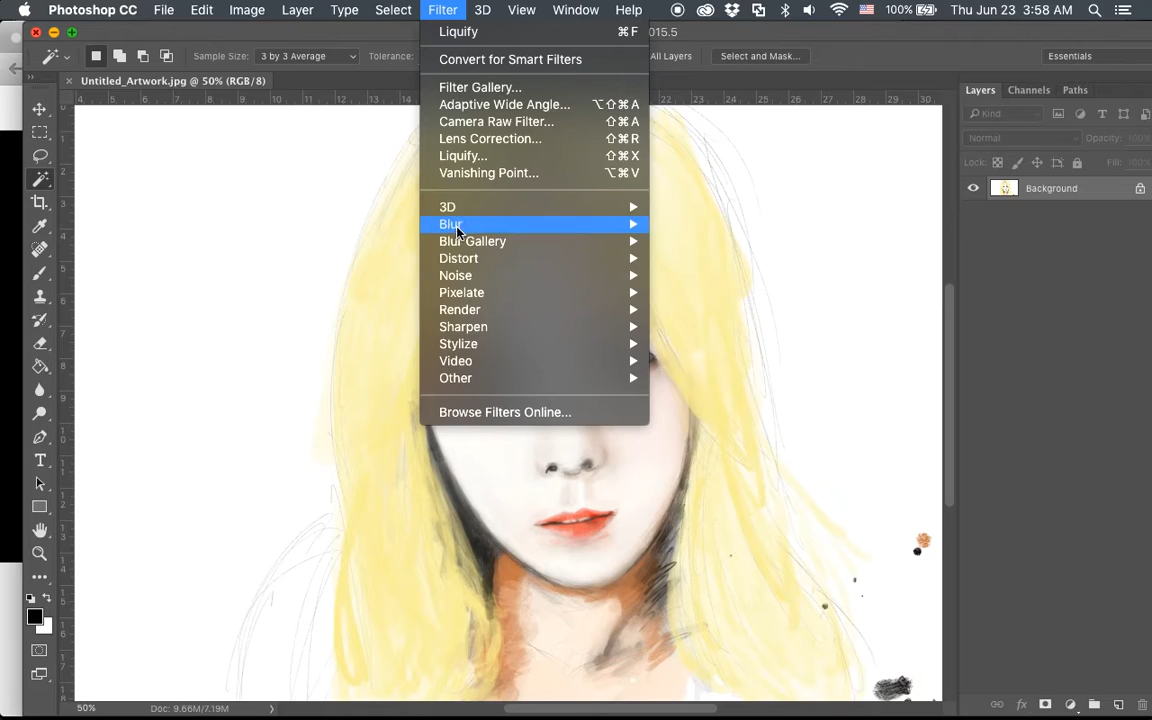 Photoshop CC File Edit Image Layer Type Select Filter 3D View Window Help 100% Thu Jun 23 3:58 AM
2015.5
Sample Size: 3 by 3 Average Tolerance: All Layers Select and Mask... Essentials
× Untitled_Artwork.jpg @ 50% (RGB/8)
Liquify ⌘F
Convert for Smart Filters
Filter Gallery...
Adaptive Wide Angle... ⌥⇧⌘A
Camera Raw Filter... ⇧⌘A
Lens Correction... ⇧⌘R
Liquify... ⇧⌘X
Vanishing Point... ⌥⌘V
3D
Blur
Blur Gallery
Distort
Noise
Pixelate
Render
Sharpen
Stylize
Video
Other
Browse Filters Online...
Layers Channels Paths
Kind
Normal Opacity: 100%
Lock: Fill: 100%
Background
50% Doc: 9.66M/7.19M